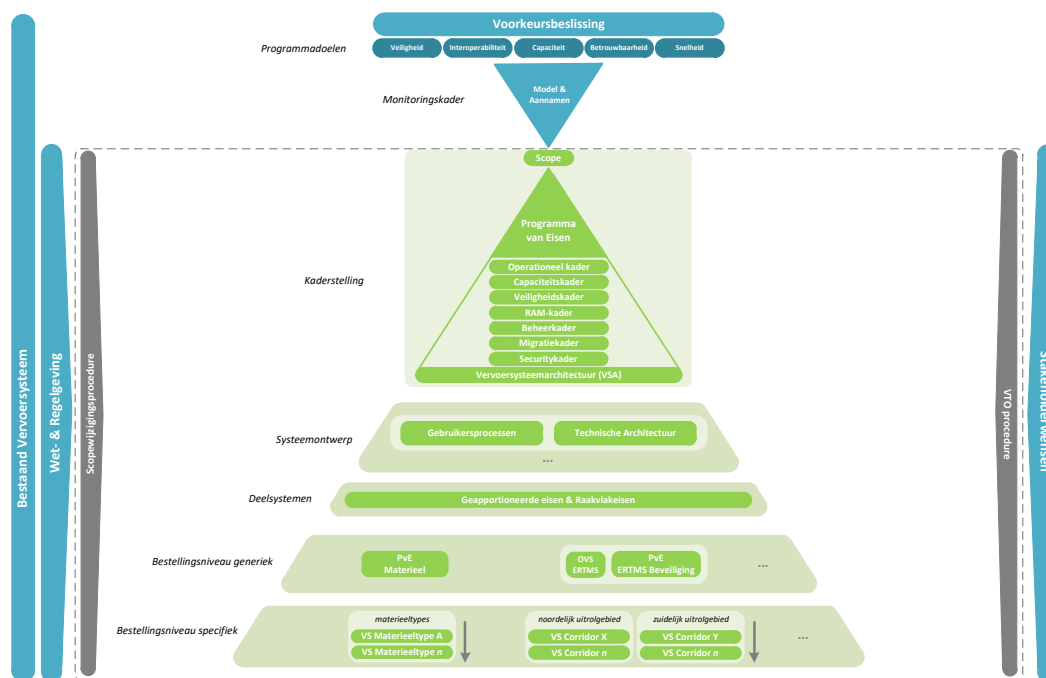 Voorkeursbeslissing
Programmadoelen
Veiligheid
Interoperabiliteit
Capaciteit
Betrouwbaarheid
Snelheid
Monitoringskader
Model &
Aannamen
Scope
Programma
van Eisen
Kaderstelling
Operationeel kader
Capaciteitskader
Veiligheidskader
RAM-kader
Beheerkader
Migratiekader
Securitykader
Vervoersysteemarchitectuur (VSA)
Systeemontwerp
Gebruikersprocessen
Technische Architectuur
...
Deelsystemen
Geapportioneerde eisen & Raakvlakeisen
Bestellingsniveau generiek
PvE
Materieel
OVS
ERTMS
PvE
ERTMS Beveiliging
...
Bestellingsniveau specifiek
materieeltypes
VS Materieeltype A
VS Materieeltype n
noordelijk uitrolgebied
VS Corridor X
VS Corridor n
zuidelijk uitrolgebied
VS Corridor Y
VS Corridor n
...
Bestaand Vervoersysteem
Wet- & Regelgeving
Scopewijzigingsprocedure
VTO procedure
Stakeholderwensen